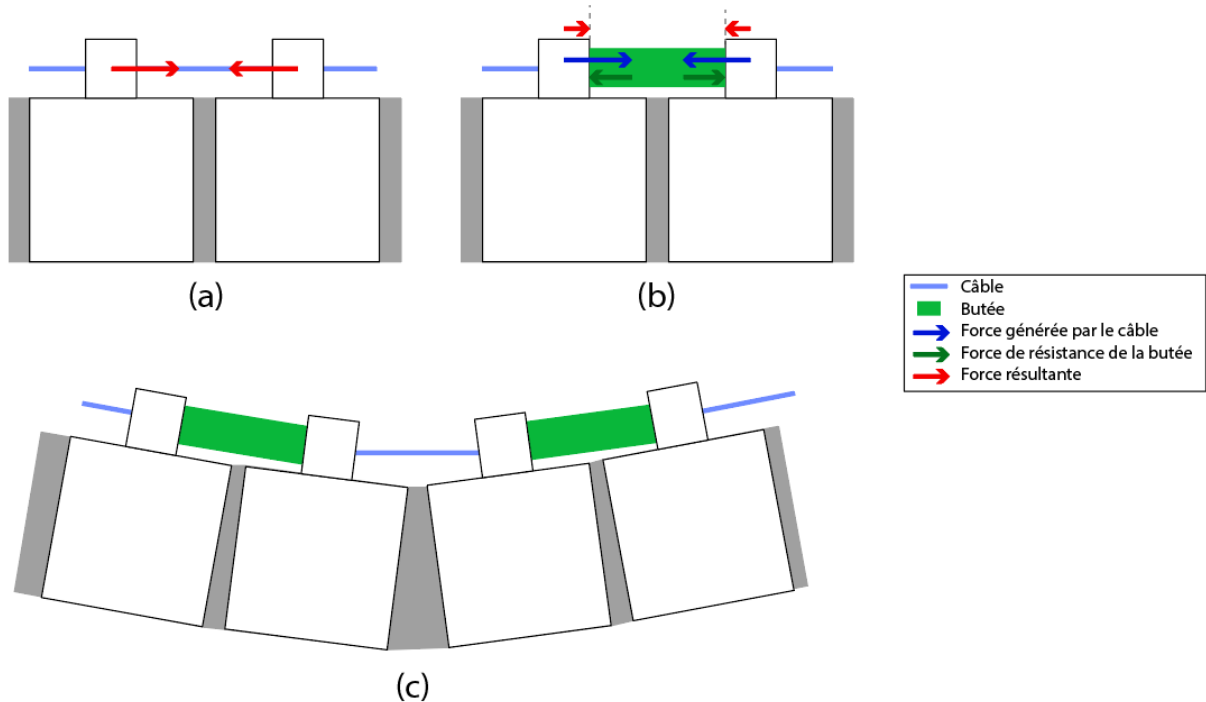 (a)
(b)
Câble
Butée
Force générée par le câble
Force de résistance de la butée
Force résultante
(c)